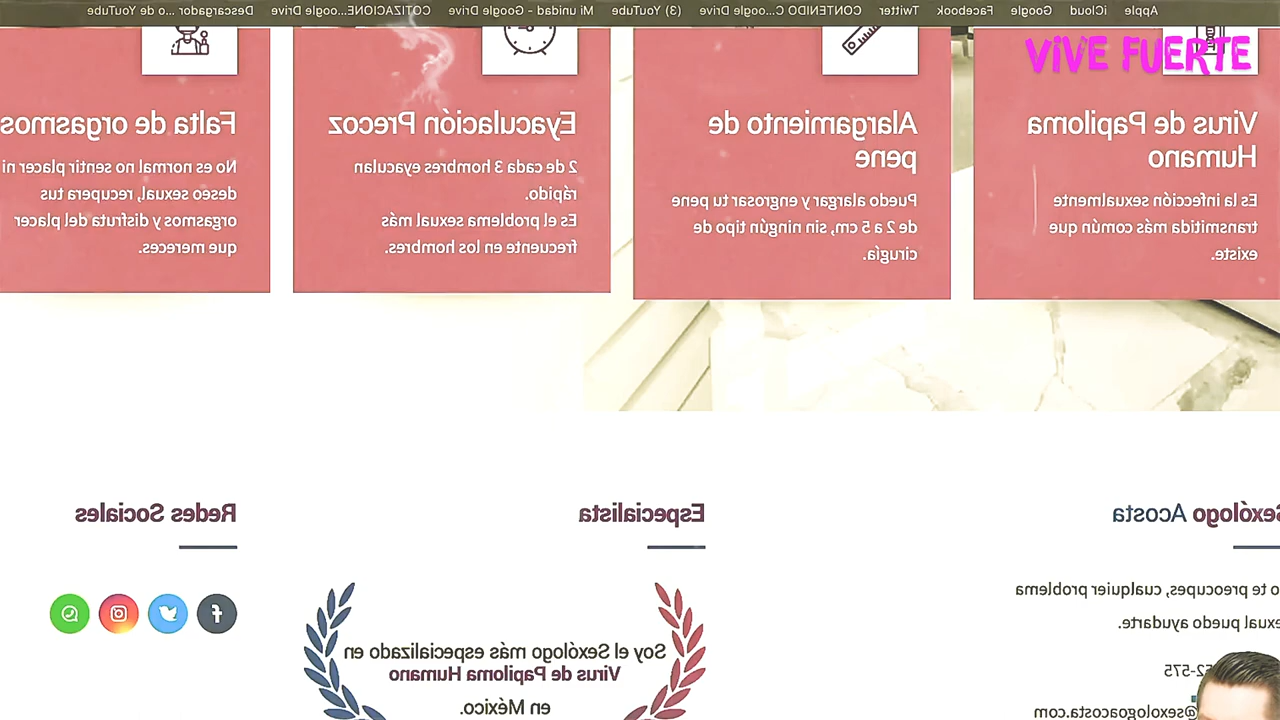 Apple iCloud Google Facebook Twitter CONTENIDO C...oogle Drive (3) YouTube Mi unidad - Google Drive COTIZACIONE...oogle Drive Descargador ...o de YouTube
VIVE FUERTE
Virus de Papiloma
Humano
Es la infección sexualmente
transmitida más común que
existe.
Alargamiento de
pene
Puedo alargar y engrosar tu pene
de 2 a 5 cm, sin ningún tipo de
cirugía.
Eyaculación Precoz
2 de cada 3 hombres eyaculan
rápido.
Es el problema sexual más
frecuente en los hombres.
Falta de orgasmos
No es normal no sentir placer ni
deseo sexual, recupera tus
orgasmos y disfruta del placer
que mereces.
Sexólogo Acosta
o te preocupes, cualquier problema
exual puedo ayudarte.
52-575
@sexologoacosta.com
Especialista
Soy el Sexólogo más especializado en
Virus de Papiloma Humano
en México.
Redes Sociales